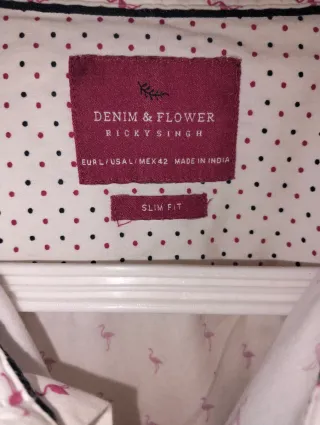 DENIM & FLOWER
RICKY SINGH
EUR L / USA L / MEX 42 MADE IN INDIA
SLIM FIT